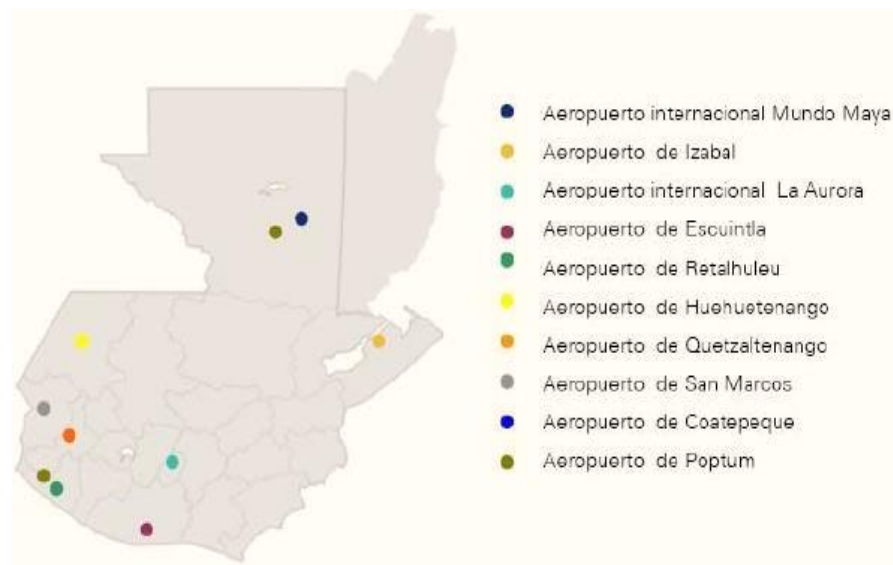 Aeropuerto internacional Mundo Maya
Aeropuerto de Izabal
Aeropuerto internacional La Aurora
Aeropuerto de Escuintla
Aeropuerto de Retalhuleu
Aeropuerto de Huehuetenango
Aeropuerto de Quetzaltenango
Aeropuerto de San Marcos
Aeropuerto de Coatepeque
Aeropuerto de Poptum